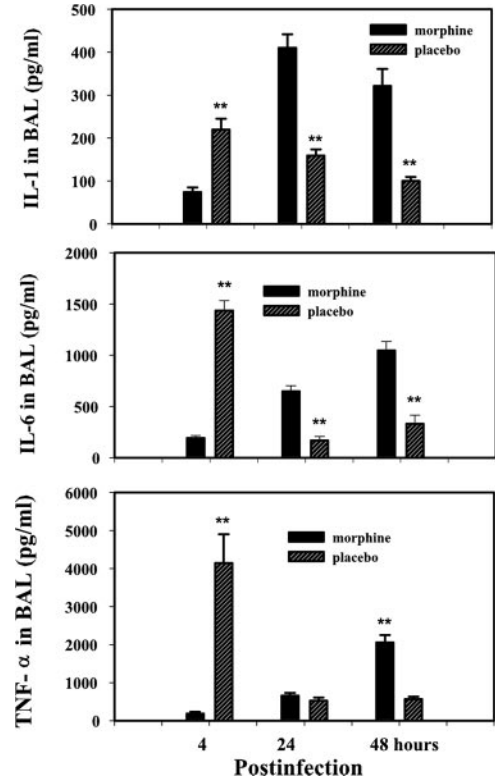 500
400
300
200
100
0
IL-1 in BAL (pg/ml)
morphine
placebo
**
**
**
2000
1500
1000
500
0
IL-6 in BAL (pg/ml)
morphine
placebo
**
**
**
6000
5000
4000
3000
2000
1000
0
TNF- α in BAL (pg/ml)
morphine
placebo
**
**
4 24 48 hours
Postinfection